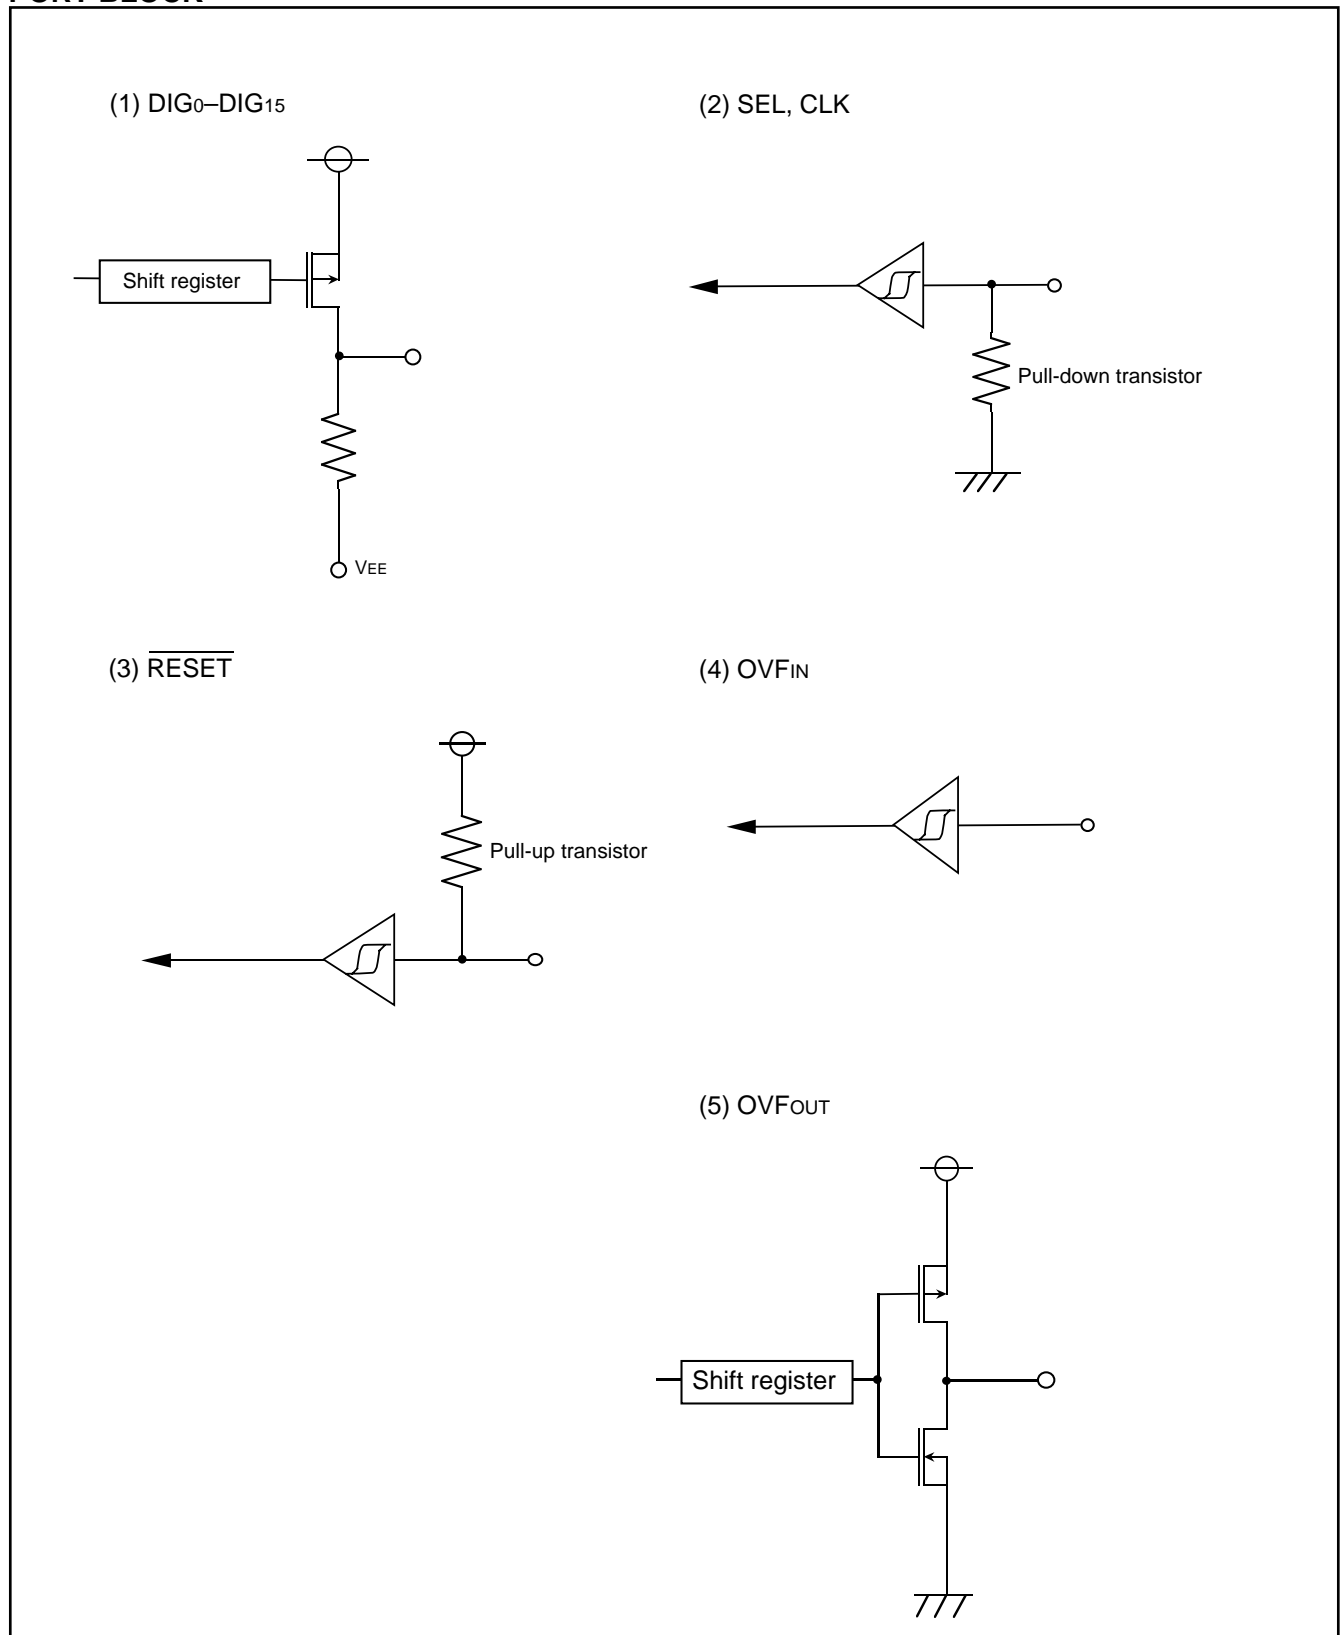 (1) DIG0–DIG15
(2) SEL, CLK
Shift register
Pull-down transistor
VEE
(3) RESET
(4) OVFIN
Pull-up transistor
(5) OVFOUT
Shift register